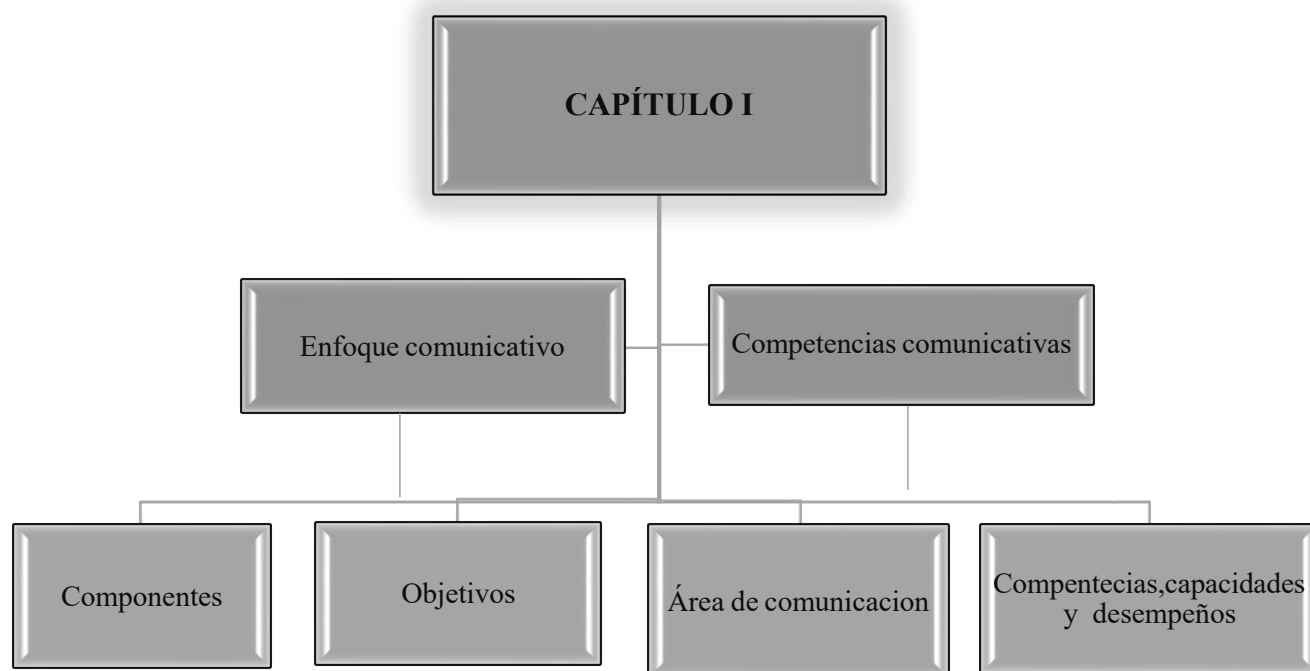 CAPÍTULO I
Enfoque comunicativo
Competencias comunicativas
Componentes
Objetivos
Área de comunicacion
Compentecias,capacidades
y desempeños